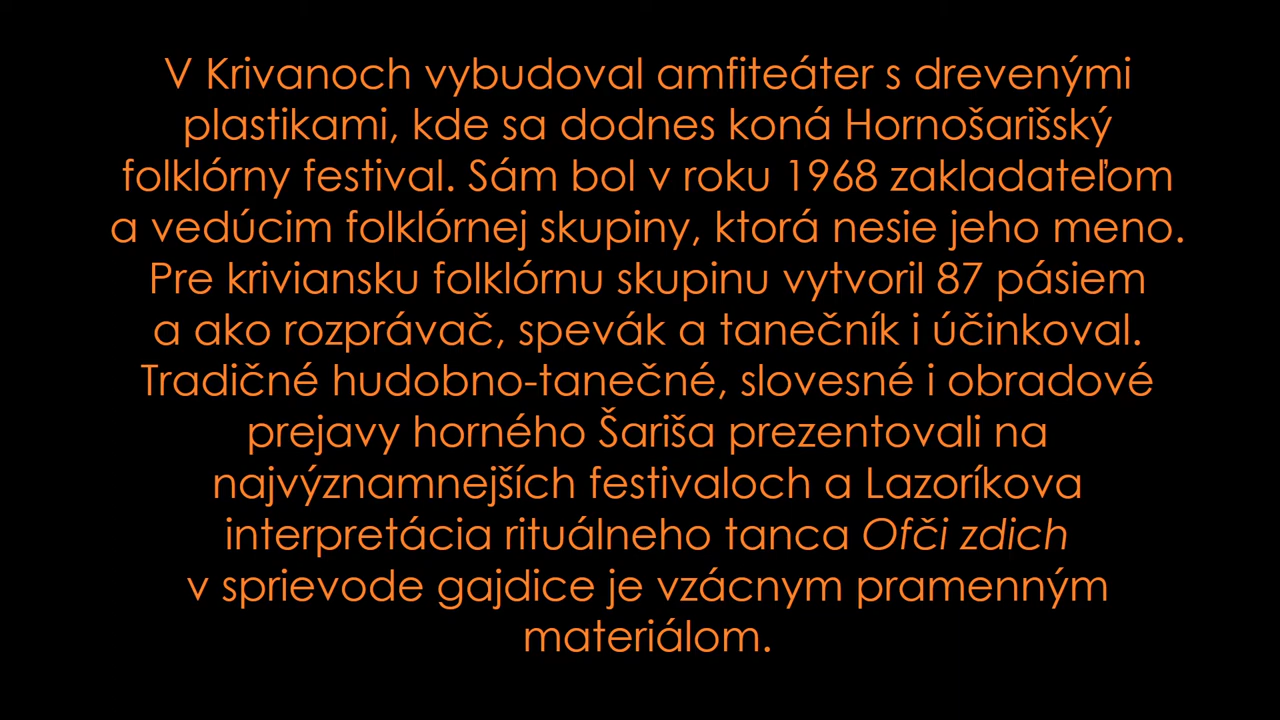 V Krivanoch vybudoval amfiteáter s drevenými
plastikami, kde sa dodnes koná Hornošarišský
folklórny festival. Sám bol v roku 1968 zakladateľom
a vedúcim folklórnej skupiny, ktorá nesie jeho meno.
Pre kriviansku folklórnu skupinu vytvoril 87 pásiem
a ako rozprávač, spevák a tanečník i účinkoval.
Tradičné hudobno-tanečné, slovesné i obradové
prejavy horného Šariša prezentovali na
najvýznamnejších festivaloch a Lazoríkova
interpretácia rituálneho tanca Ofči zdich
v sprievode gajdice je vzácnym pramenným
materiálom.